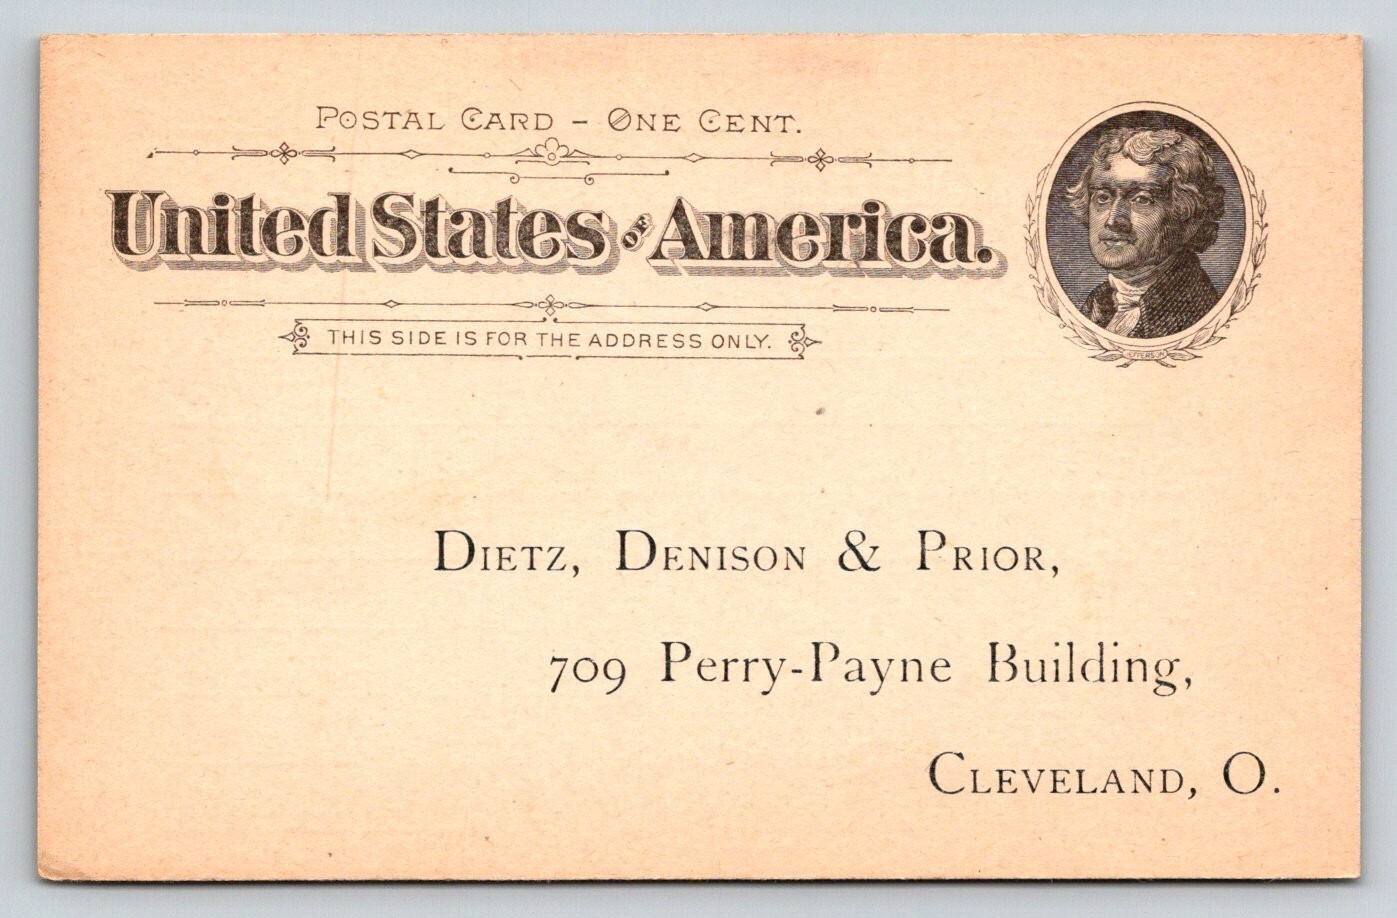 POSTAL CARD – ONE CENT.
United States OF America.
THIS SIDE IS FOR THE ADDRESS ONLY.
JEFFERSON
DIETZ, DENISON & PRIOR,
709 Perry-Payne Building,
CLEVELAND, O.